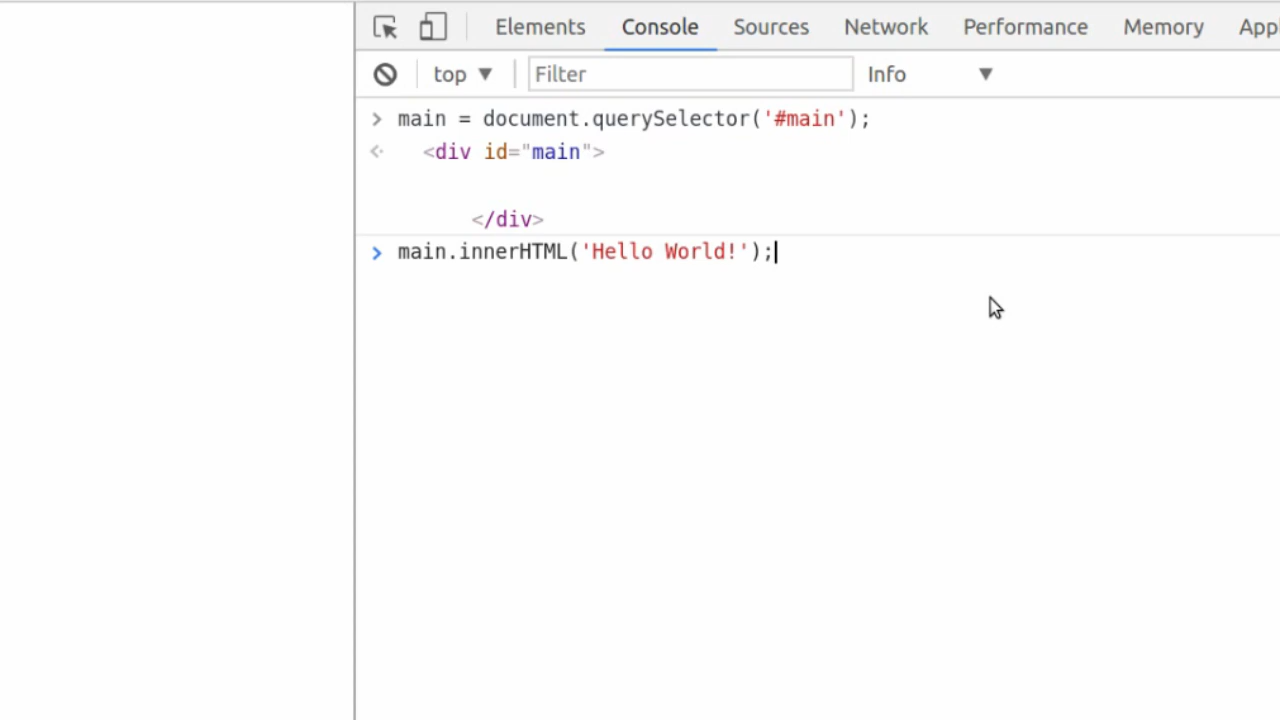 Elements Console Sources Network Performance Memory App
top ▼ Filter Info ▼
> main = document.querySelector('#main');
<div id="main">
</div>
> main.innerHTML('Hello World!');